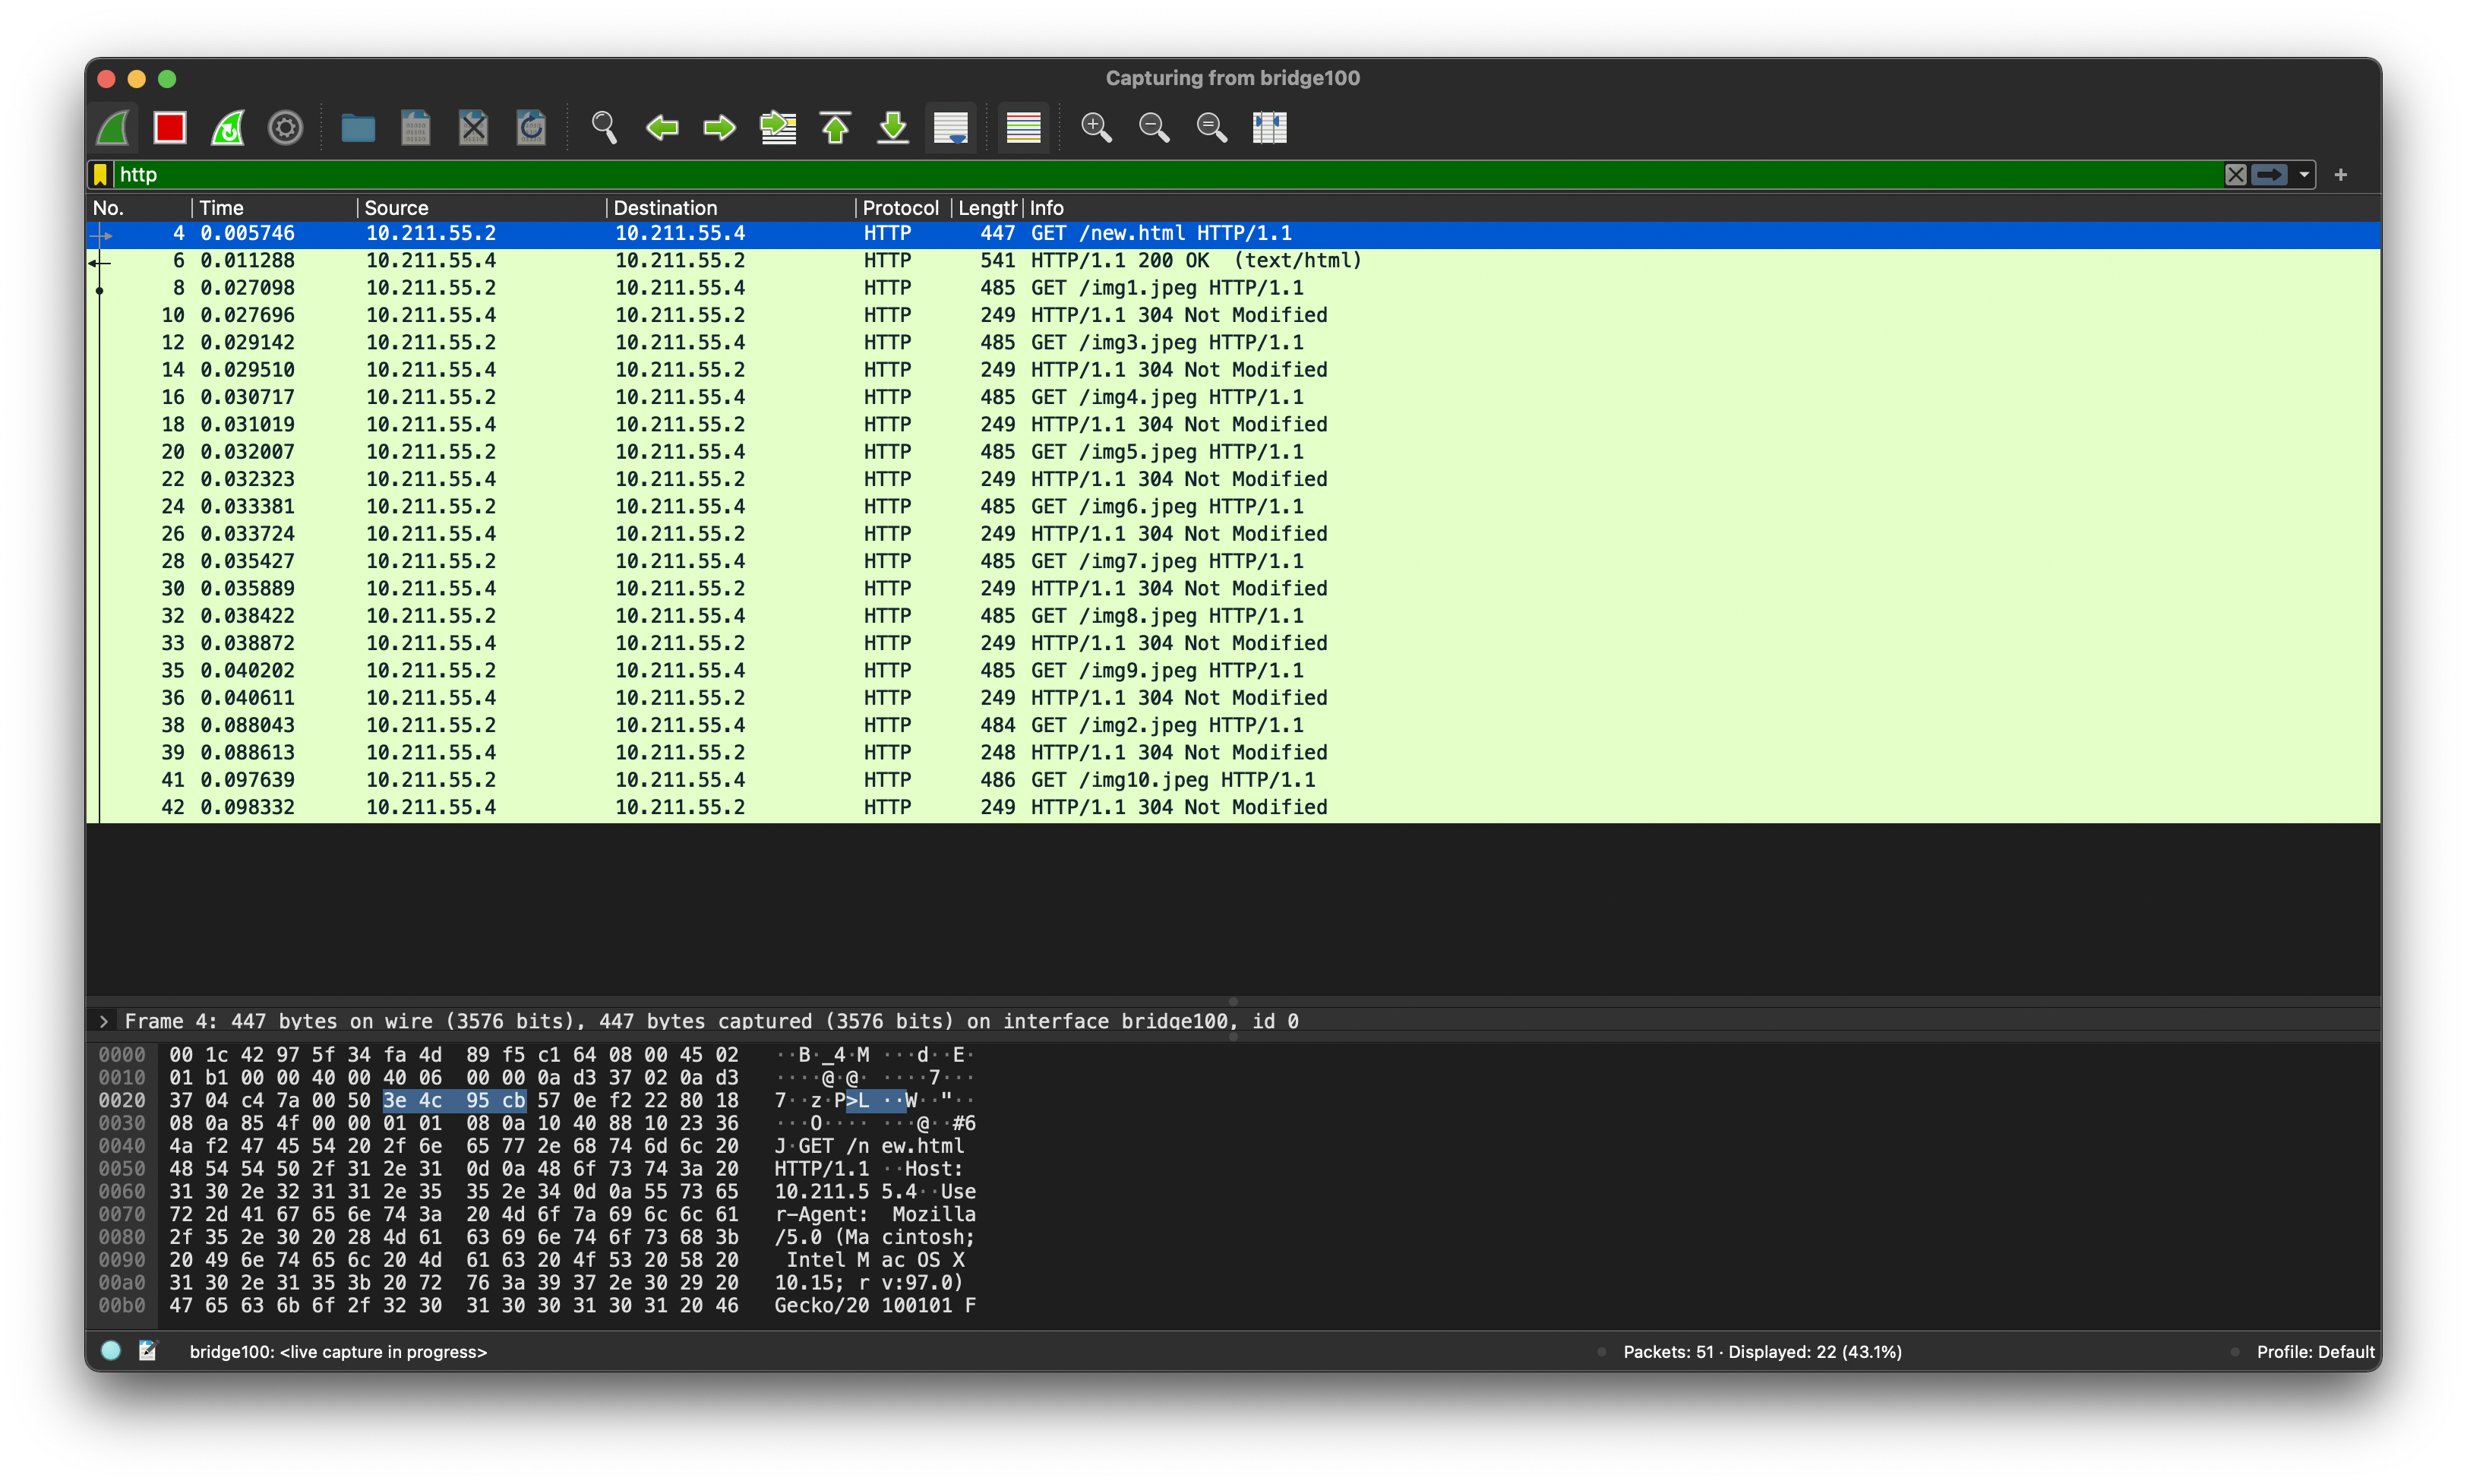 Capturing from bridge100
http
No. Time Source Destination Protocol Length Info
4 0.005746 10.211.55.2 10.211.55.4 HTTP 447 GET /new.html HTTP/1.1
6 0.011288 10.211.55.4 10.211.55.2 HTTP 541 HTTP/1.1 200 OK (text/html)
8 0.027098 10.211.55.2 10.211.55.4 HTTP 485 GET /img1.jpeg HTTP/1.1
10 0.027696 10.211.55.4 10.211.55.2 HTTP 249 HTTP/1.1 304 Not Modified
12 0.029142 10.211.55.2 10.211.55.4 HTTP 485 GET /img3.jpeg HTTP/1.1
14 0.029510 10.211.55.4 10.211.55.2 HTTP 249 HTTP/1.1 304 Not Modified
16 0.030717 10.211.55.2 10.211.55.4 HTTP 485 GET /img4.jpeg HTTP/1.1
18 0.031019 10.211.55.4 10.211.55.2 HTTP 249 HTTP/1.1 304 Not Modified
20 0.032007 10.211.55.2 10.211.55.4 HTTP 485 GET /img5.jpeg HTTP/1.1
22 0.032323 10.211.55.4 10.211.55.2 HTTP 249 HTTP/1.1 304 Not Modified
24 0.033381 10.211.55.2 10.211.55.4 HTTP 485 GET /img6.jpeg HTTP/1.1
26 0.033724 10.211.55.4 10.211.55.2 HTTP 249 HTTP/1.1 304 Not Modified
28 0.035427 10.211.55.2 10.211.55.4 HTTP 485 GET /img7.jpeg HTTP/1.1
30 0.035889 10.211.55.4 10.211.55.2 HTTP 249 HTTP/1.1 304 Not Modified
32 0.038422 10.211.55.2 10.211.55.4 HTTP 485 GET /img8.jpeg HTTP/1.1
33 0.038872 10.211.55.4 10.211.55.2 HTTP 249 HTTP/1.1 304 Not Modified
35 0.040202 10.211.55.2 10.211.55.4 HTTP 485 GET /img9.jpeg HTTP/1.1
36 0.040611 10.211.55.4 10.211.55.2 HTTP 249 HTTP/1.1 304 Not Modified
38 0.088043 10.211.55.2 10.211.55.4 HTTP 484 GET /img2.jpeg HTTP/1.1
39 0.088613 10.211.55.4 10.211.55.2 HTTP 248 HTTP/1.1 304 Not Modified
41 0.097639 10.211.55.2 10.211.55.4 HTTP 486 GET /img10.jpeg HTTP/1.1
42 0.098332 10.211.55.4 10.211.55.2 HTTP 249 HTTP/1.1 304 Not Modified
Frame 4: 447 bytes on wire (3576 bits), 447 bytes captured (3576 bits) on interface bridge100, id 0
0000 00 1c 42 97 5f 34 fa 4d 89 f5 c1 64 08 00 45 02 ··B·_4·M ···d··E·
0010 01 b1 00 00 40 00 40 06 00 00 0a d3 37 02 0a d3 ····@·@· ····7···
0020 37 04 c4 7a 00 50 3e 4c 95 cb 57 0e f2 22 80 18 7··z·P>L ··W··"··
0030 08 0a 85 4f 00 00 01 01 08 0a 10 40 88 10 23 36 ···O···· ···@··#6
0040 4a f2 47 45 54 20 2f 6e 65 77 2e 68 74 6d 6c 20 J·GET /n ew.html
0050 48 54 54 50 2f 31 2e 31 0d 0a 48 6f 73 74 3a 20 HTTP/1.1 ··Host:
0060 31 30 2e 32 31 31 2e 35 35 2e 34 0d 0a 55 73 65 10.211.5 5.4··Use
0070 72 2d 41 67 65 6e 74 3a 20 4d 6f 7a 69 6c 6c 61 r-Agent: Mozilla
0080 2f 35 2e 30 20 28 4d 61 63 69 6e 74 6f 73 68 3b /5.0 (Ma cintosh;
0090 20 49 6e 74 65 6c 20 4d 61 63 20 4f 53 20 58 20 Intel M ac OS X
00a0 31 30 2e 31 35 3b 20 72 76 3a 39 37 2e 30 29 20 10.15; r v:97.0)
00b0 47 65 63 6b 6f 2f 32 30 31 30 30 31 30 31 20 46 Gecko/20 100101 F
bridge100: <live capture in progress> Packets: 51 · Displayed: 22 (43.1%) Profile: Default